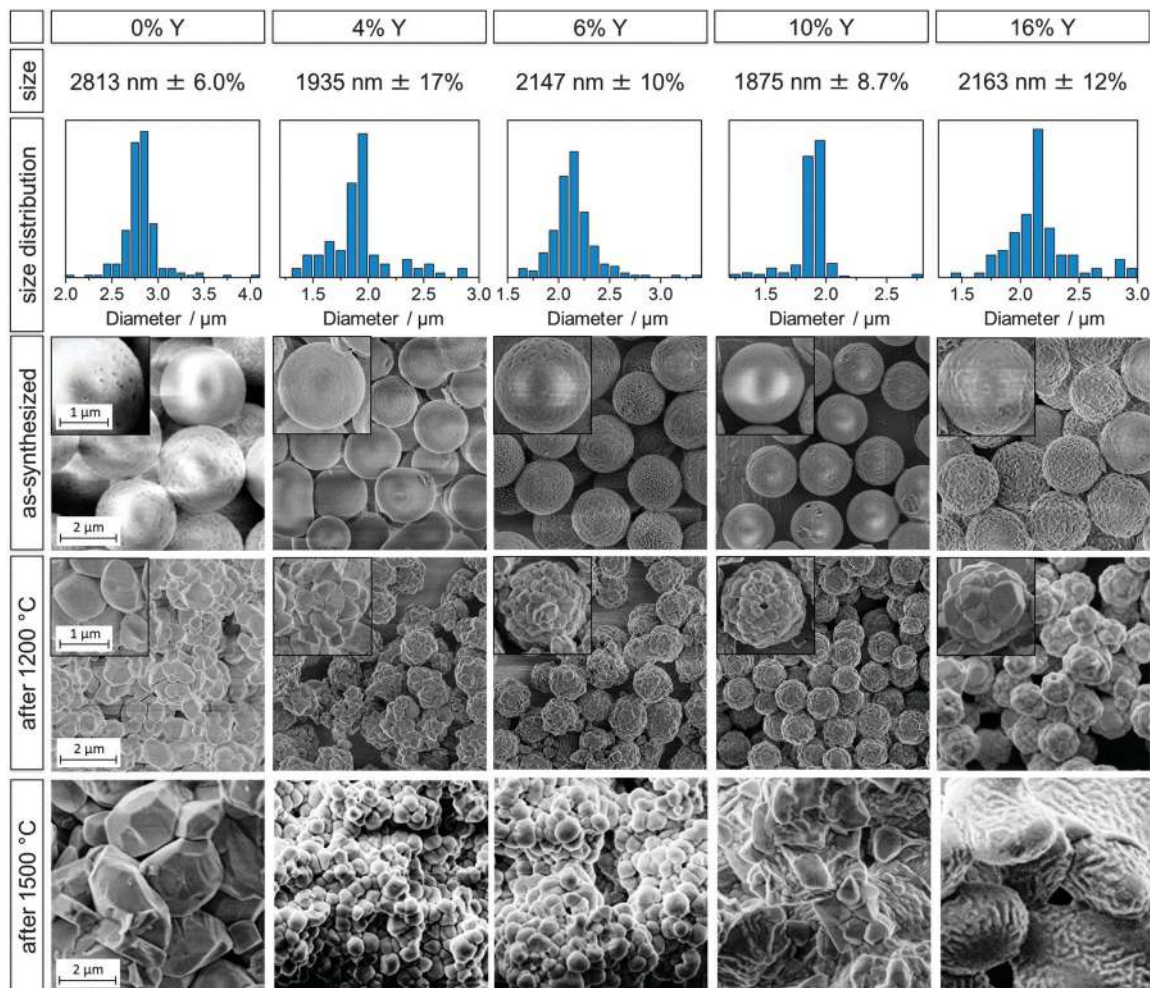 0% Y
4% Y
6% Y
10% Y
16% Y
size
2813 nm ± 6.0%
1935 nm ± 17%
2147 nm ± 10%
1875 nm ± 8.7%
2163 nm ± 12%
size distribution
2.0 2.5 3.0 3.5 4.0
Diameter / µm
1.5 2.0 2.5 3.0
Diameter / µm
1.5 2.0 2.5 3.0
Diameter / µm
1.5 2.0 2.5
Diameter / µm
1.5 2.0 2.5 3.0
Diameter / µm
as-synthesized
1 µm
2 µm
after 1200 °C
1 µm
2 µm
after 1500 °C
2 µm